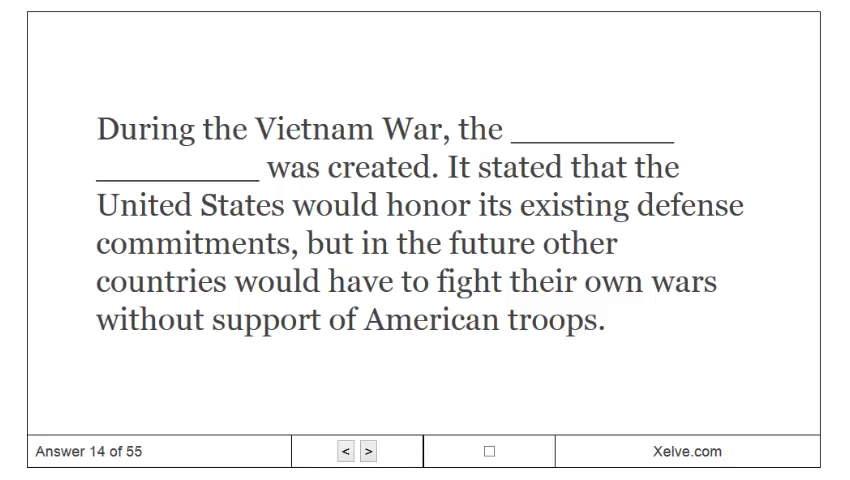 During the Vietnam War, the __________
__________ was created. It stated that the
United States would honor its existing defense
commitments, but in the future other
countries would have to fight their own wars
without support of American troops.
Answer 14 of 55
< >
Xelve.com